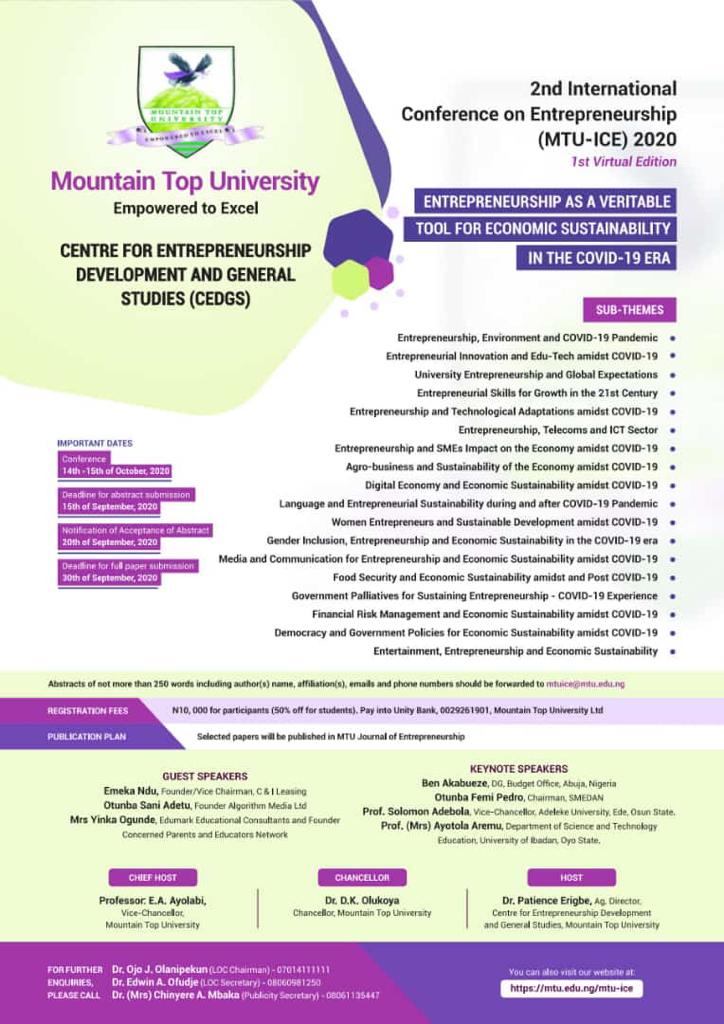 MOUNTAIN TOP
UNIVERSITY
EMPOWERED TO EXCEL
Mountain Top University
Empowered to Excel
CENTRE FOR ENTREPRENEURSHIP
DEVELOPMENT AND GENERAL
STUDIES (CEDGS)
2nd International
Conference on Entrepreneurship
(MTU-ICE) 2020
1st Virtual Edition
ENTREPRENEURSHIP AS A VERITABLE
TOOL FOR ECONOMIC SUSTAINABILITY
IN THE COVID-19 ERA
SUB-THEMES
Entrepreneurship, Environment and COVID-19 Pandemic
Entrepreneurial Innovation and Edu-Tech amidst COVID-19
University Entrepreneurship and Global Expectations
Entrepreneurial Skills for Growth in the 21st Century
Entrepreneurship and Technological Adaptations amidst COVID-19
Entrepreneurship, Telecoms and ICT Sector
Entrepreneurship and SMEs Impact on the Economy amidst COVID-19
Agro-business and Sustainability of the Economy amidst COVID-19
Digital Economy and Economic Sustainability amidst COVID-19
Language and Entrepreneurial Sustainability during and after COVID-19 Pandemic
Women Entrepreneurs and Sustainable Development amidst COVID-19
Gender Inclusion, Entrepreneurship and Economic Sustainability in the COVID-19 era
Media and Communication for Entrepreneurship and Economic Sustainability amidst COVID-19
Food Security and Economic Sustainability amidst and Post COVID-19
Government Palliatives for Sustaining Entrepreneurship - COVID-19 Experience
Financial Risk Management and Economic Sustainability amidst COVID-19
Democracy and Government Policies for Economic Sustainability amidst COVID-19
Entertainment, Entrepreneurship and Economic Sustainability
IMPORTANT DATES
Conference
14th -15th of October, 2020
Deadline for abstract submission
15th of September, 2020
Notification of Acceptance of Abstract
20th of September, 2020
Deadline for full paper submission
30th of September, 2020
Abstracts of not more than 250 words including author(s) name, affiliation(s), emails and phone numbers should be forwarded to mtuice@mtu.edu.ng
REGISTRATION FEES N10, 000 for participants (50% off for students). Pay into Unity Bank, 0029261901, Mountain Top University Ltd
PUBLICATION PLAN Selected papers will be published in MTU Journal of Entrepreneurship
GUEST SPEAKERS
Emeka Ndu, Founder/Vice Chairman, C & I Leasing
Otunba Sani Adetu, Founder Algorithm Media Ltd
Mrs Yinka Ogunde, Edumark Educational Consultants and Founder
Concerned Parents and Educators Network
KEYNOTE SPEAKERS
Ben Akabueze, DG, Budget Office, Abuja, Nigeria
Otunba Femi Pedro, Chairman, SMEDAN
Prof. Solomon Adebola, Vice-Chancellor, Adeleke University, Ede, Osun State.
Prof. (Mrs) Ayotola Aremu, Department of Science and Technology
Education, University of Ibadan, Oyo State.
CHIEF HOST
Professor: E.A. Ayolabi,
Vice-Chancellor,
Mountain Top University
CHANCELLOR
Dr. D.K. Olukoya
Chancellor, Mountain Top University
HOST
Dr. Patience Erigbe, Ag. Director,
Centre for Entrepreneurship Development
and General Studies, Mountain Top University
FOR FURTHER Dr. Ojo J. Olanipekun (LOC Chairman) - 07014111111
ENQUIRIES, Dr. Edwin A. Ofudje (LOC Secretary) - 08060981250
PLEASE CALL Dr. (Mrs) Chinyere A. Mbaka (Publicity Secretary) - 08061135447
You can also visit our website at:
https://mtu.edu.ng/mtu-ice